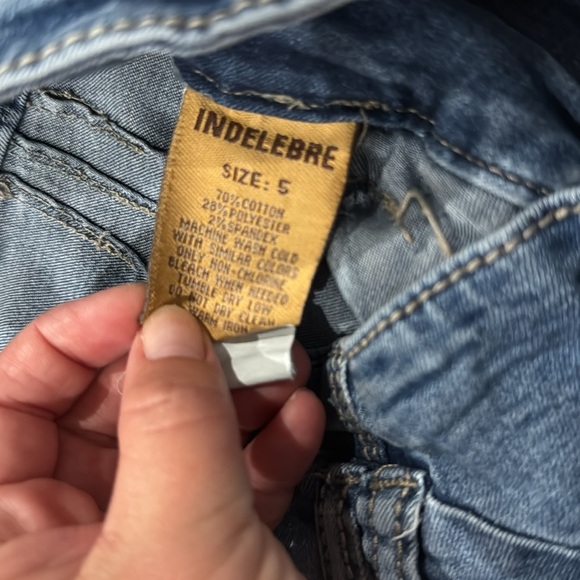 INDELEBRE
SIZE: 5
70%COTTON
28%POLYESTER
2%SPANDEX
MACHINE WASH COLD
WITH SIMILAR COLORS
ONLY NON-CHLORINE
BLEACH WHEN NEEDED
TUMBLE DRY LOW
DO NOT DRY CLEAN
WARM IRON